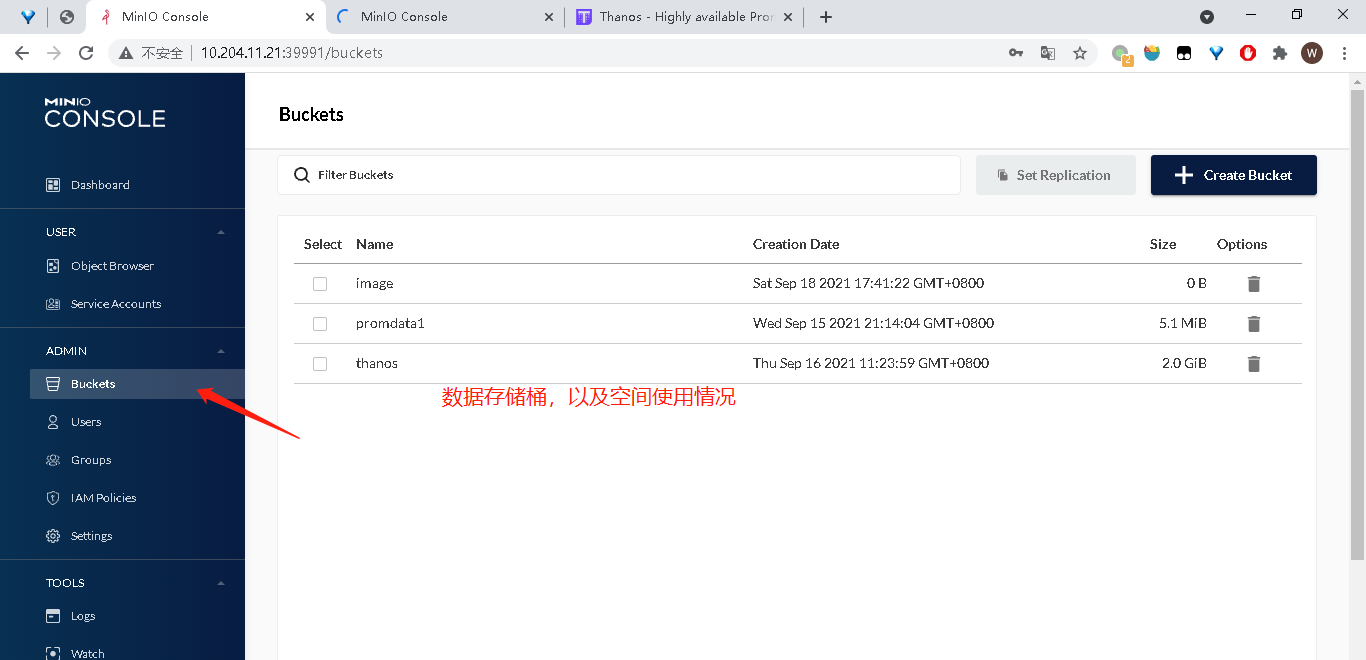 MinIO Console
MinIO Console
Thanos - Highly available Pro
不安全
10.204.11.21:39991/buckets
2
W
MINIO
CONSOLE
Buckets
Dashboard
Filter Buckets
Set Replication
Create Bucket
USER
Object Browser
Service Accounts
ADMIN
Buckets
Users
Groups
IAM Policies
Settings
TOOLS
Logs
Watch
Select Name Creation Date Size Options
image Sat Sep 18 2021 17:41:22 GMT+0800 0 B
promdata1 Wed Sep 15 2021 21:14:04 GMT+0800 5.1 MiB
thanos Thu Sep 16 2021 11:23:59 GMT+0800 2.0 GiB
数据存储桶，以及空间使用情况